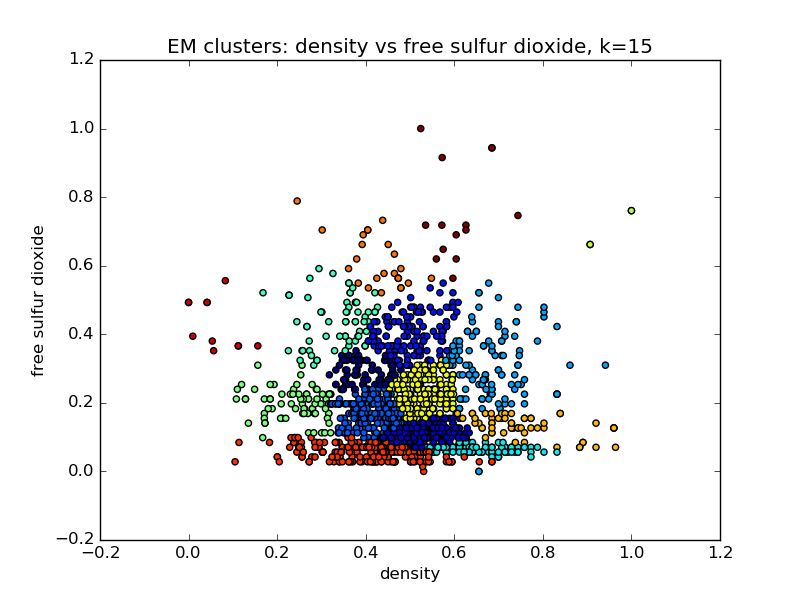 EM clusters: density vs free sulfur dioxide, k=15
1.2
1.0
0.8
0.6
0.4
0.2
0.0
−0.2
free sulfur dioxide
−0.2 0.0 0.2 0.4 0.6 0.8 1.0 1.2
density